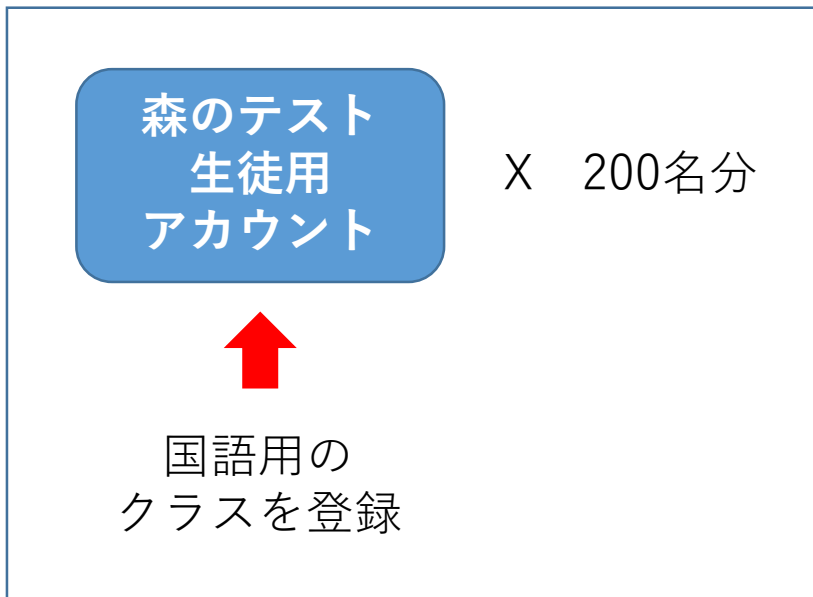 森のテスト
生徒用
アカウント
X　200名分
国語用の
クラスを登録